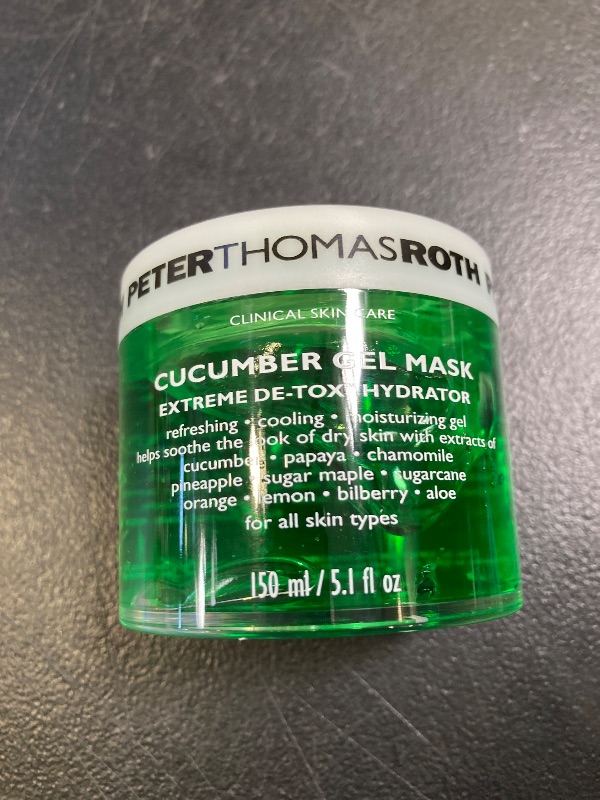 PETERTHOMASROTH
CLINICAL SKIN CARE
CUCUMBER GEL MASK
EXTREME DE-TOX HYDRATOR
refreshing • cooling • moisturizing gel
helps soothe the look of dry skin with extracts of
cucumber • papaya • chamomile
pineapple • sugar maple • sugarcane
orange • lemon • bilberry • aloe
for all skin types
150 ml / 5.1 fl oz